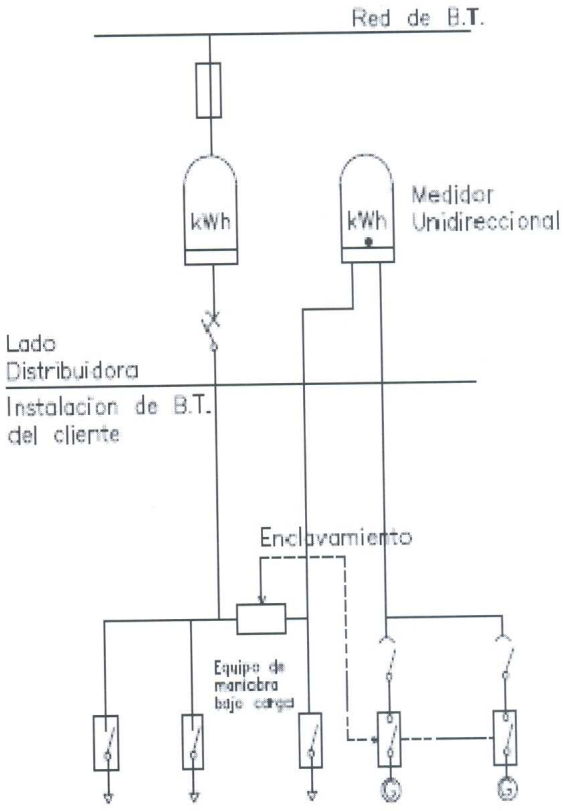 Red de B.T.
kWh
kWh
Medidor
Unidireccional
Lado
Distribuidora
Instalacion de B.T.
del cliente
Enclavamiento
Equipo de
maniobra
bajo carga
G
G